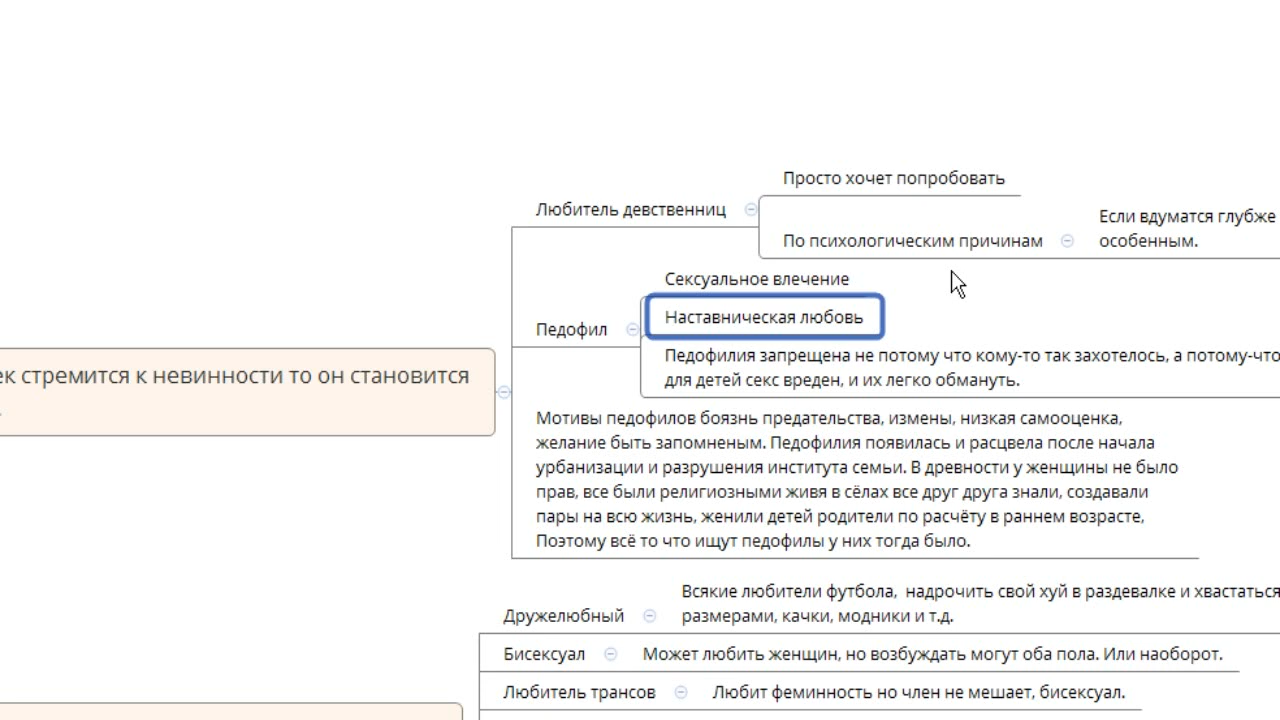 Просто хочет попробовать
Любитель девственниц
Если вдуматся глубже
По психологическим причинам
особенным.
Сексуальное влечение
Наставническая любовь
Педофил
Педофилия запрещена не потому что кому-то так захотелось, а потому-что
для детей секс вреден, и их легко обмануть.
ек стремится к невинности то он становится
Мотивы педофилов боязнь предательства, измены, низкая самооценка,
желание быть запомненым. Педофилия появилась и расцвела после начала
урбанизации и разрушения института семьи. В древности у женщины не было
прав, все были религиозными живя в сёлах все друг друга знали, создавали
пары на всю жизнь, женили детей родители по расчёту в раннем возрасте,
Поэтому всё то что ищут педофилы у них тогда было.
Всякие любители футбола,  надрочить свой хуй в раздевалке и хвастаться
Дружелюбный
размерами, качки, модники и т.д.
Бисексуал
Может любить женщин, но возбуждать могут оба пола. Или наоборот.
Любитель трансов
Любит феминность но член не мешает, бисексуал.